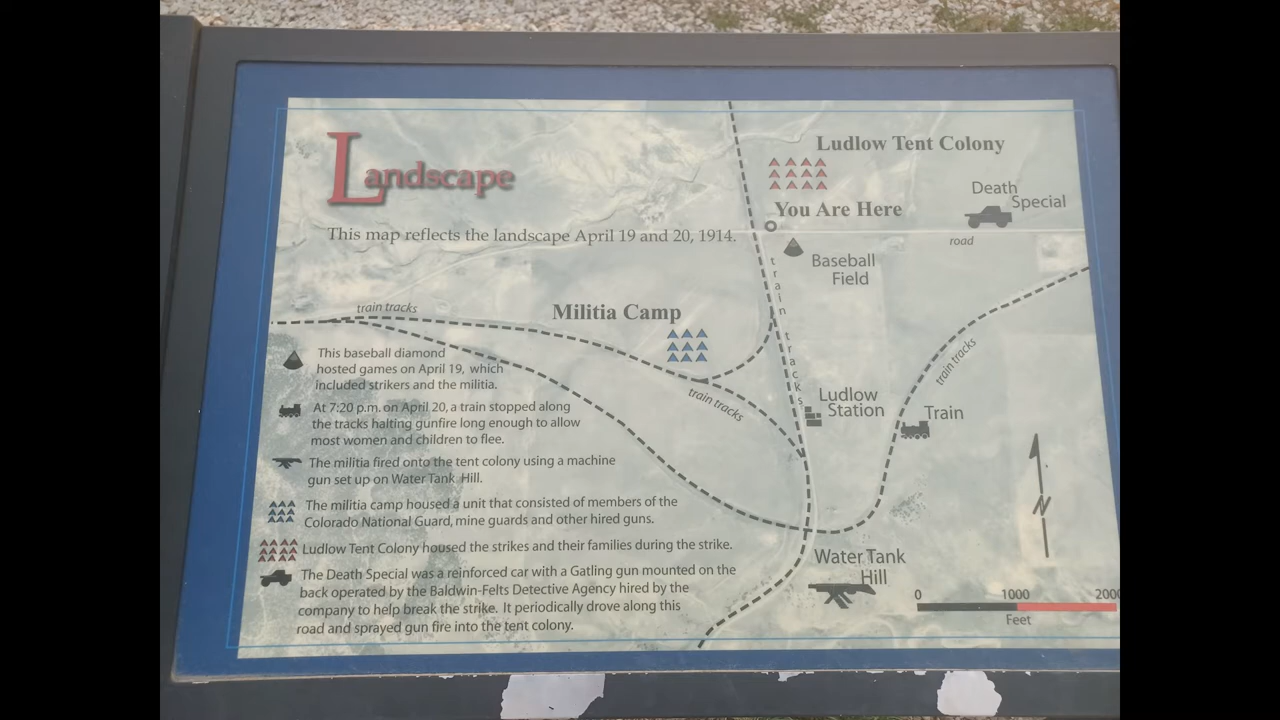 Landscape
This map reflects the landscape April 19 and 20, 1914.
Ludlow Tent Colony
You Are Here
Death
Special
road
Baseball
Field
train tracks
Militia Camp
train tracks
train tracks
train tracks
Ludlow
Station
Train
Water Tank
Hill
N
0 1000 2000
Feet
This baseball diamond
hosted games on April 19, which
included strikers and the militia.
At 7:20 p.m. on April 20, a train stopped along
the tracks halting gunfire long enough to allow
most women and children to flee.
The militia fired onto the tent colony using a machine
gun set up on Water Tank Hill.
The militia camp housed a unit that consisted of members of the
Colorado National Guard, mine guards and other hired guns.
Ludlow Tent Colony housed the strikes and their families during the strike.
The Death Special was a reinforced car with a Gatling gun mounted on the
back operated by the Baldwin-Felts Detective Agency hired by the
company to help break the strike. It periodically drove along this
road and sprayed gun fire into the tent colony.